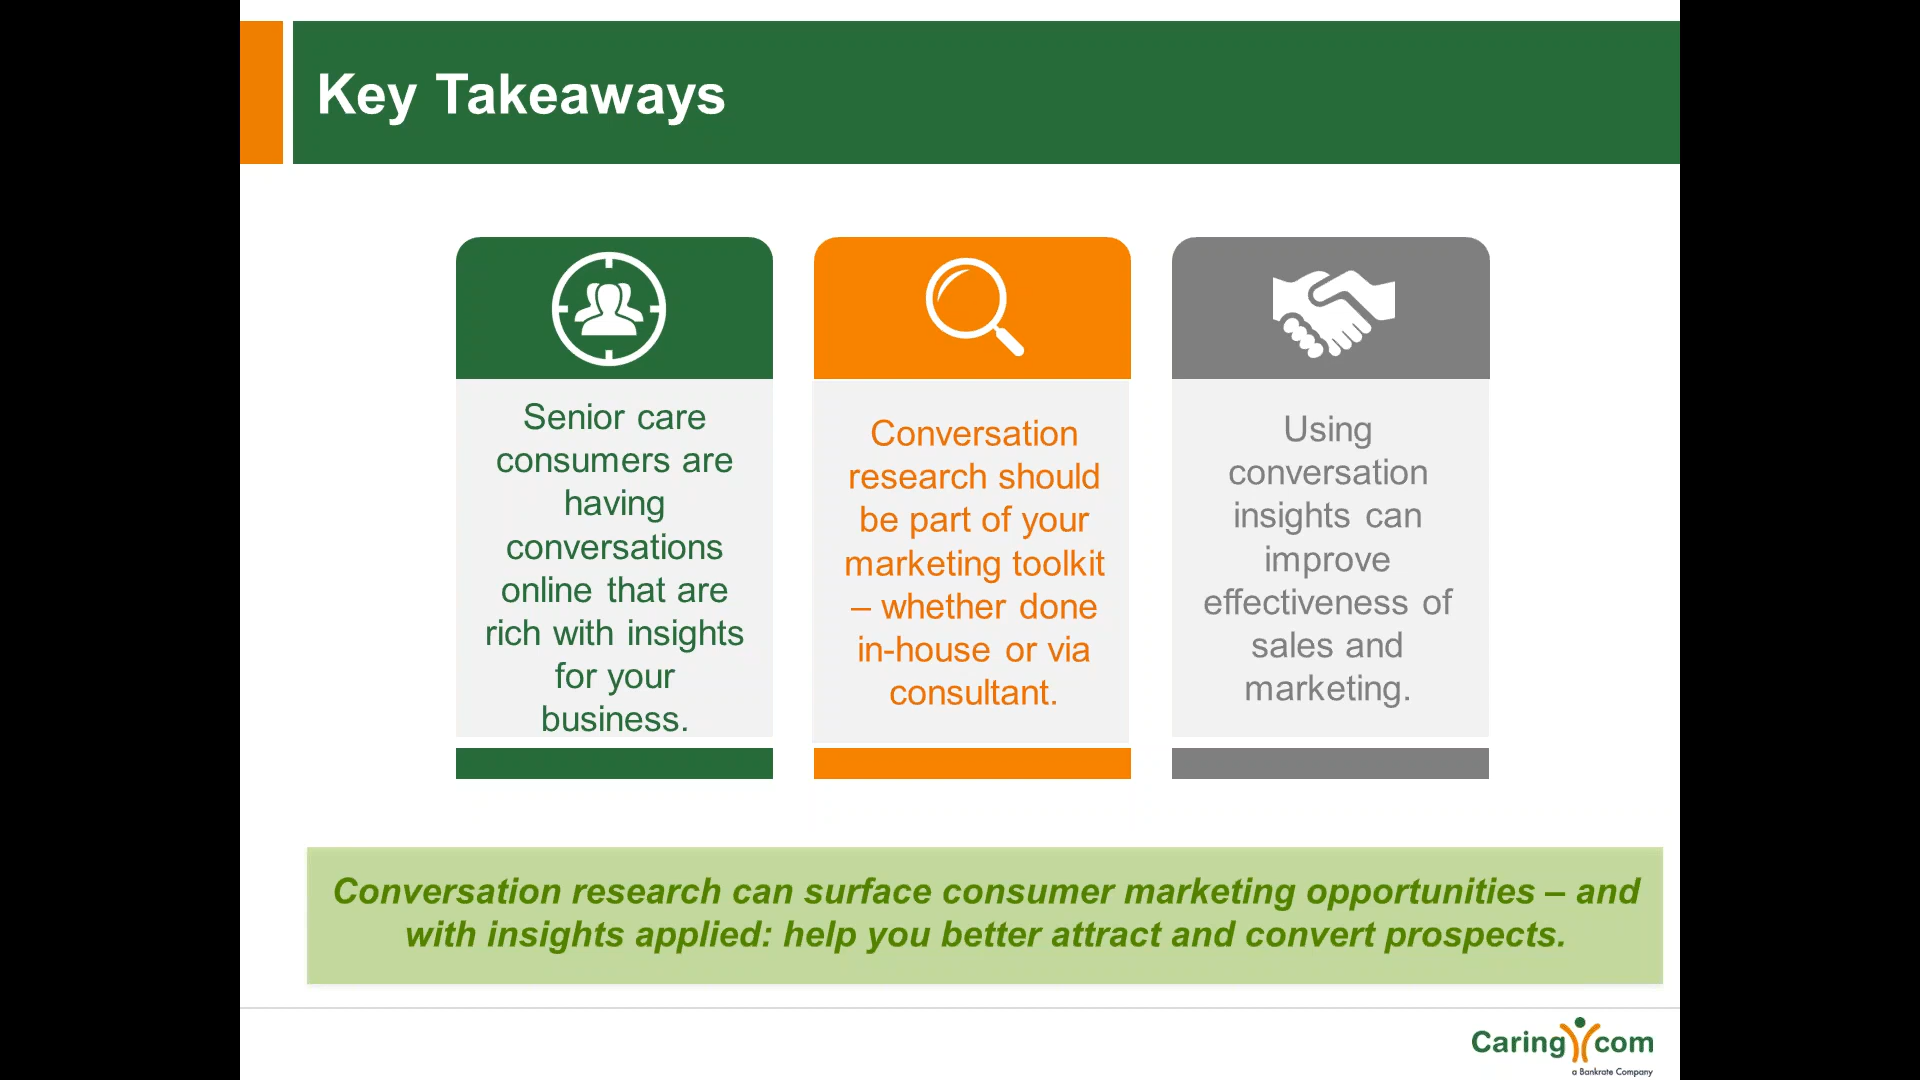 Key Takeaways
Senior care
consumers are
having
conversations
online that are
rich with insights
for your
business.
Conversation
research should
be part of your
marketing toolkit
– whether done
in-house or via
consultant.
Using
conversation
insights can
improve
effectiveness of
sales and
marketing.
Conversation research can surface consumer marketing opportunities – and
with insights applied: help you better attract and convert prospects.
Caring com
a Bankrate Company